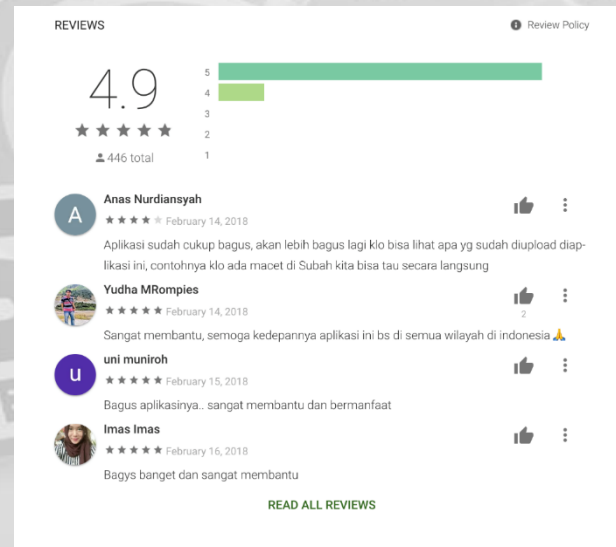 REVIEWS
Review Policy
4.9
446 total
5
4
3
2
1
A
Anas Nurdiansyah
February 14, 2018
Aplikasi sudah cukup bagus, akan lebih bagus lagi klo bisa lihat apa yg sudah diupload diap-
likasi ini, contohnya klo ada macet di Subah kita bisa tau secara langsung
Yudha MRompies
February 14, 2018
2
Sangat membantu, semoga kedepannya aplikasi ini bs di semua wilayah di indonesia 🙏
u
uni muniroh
February 15, 2018
Bagus aplikasinya.. sangat membantu dan bermanfaat
Imas Imas
February 16, 2018
Bagys banget dan sangat membantu
READ ALL REVIEWS